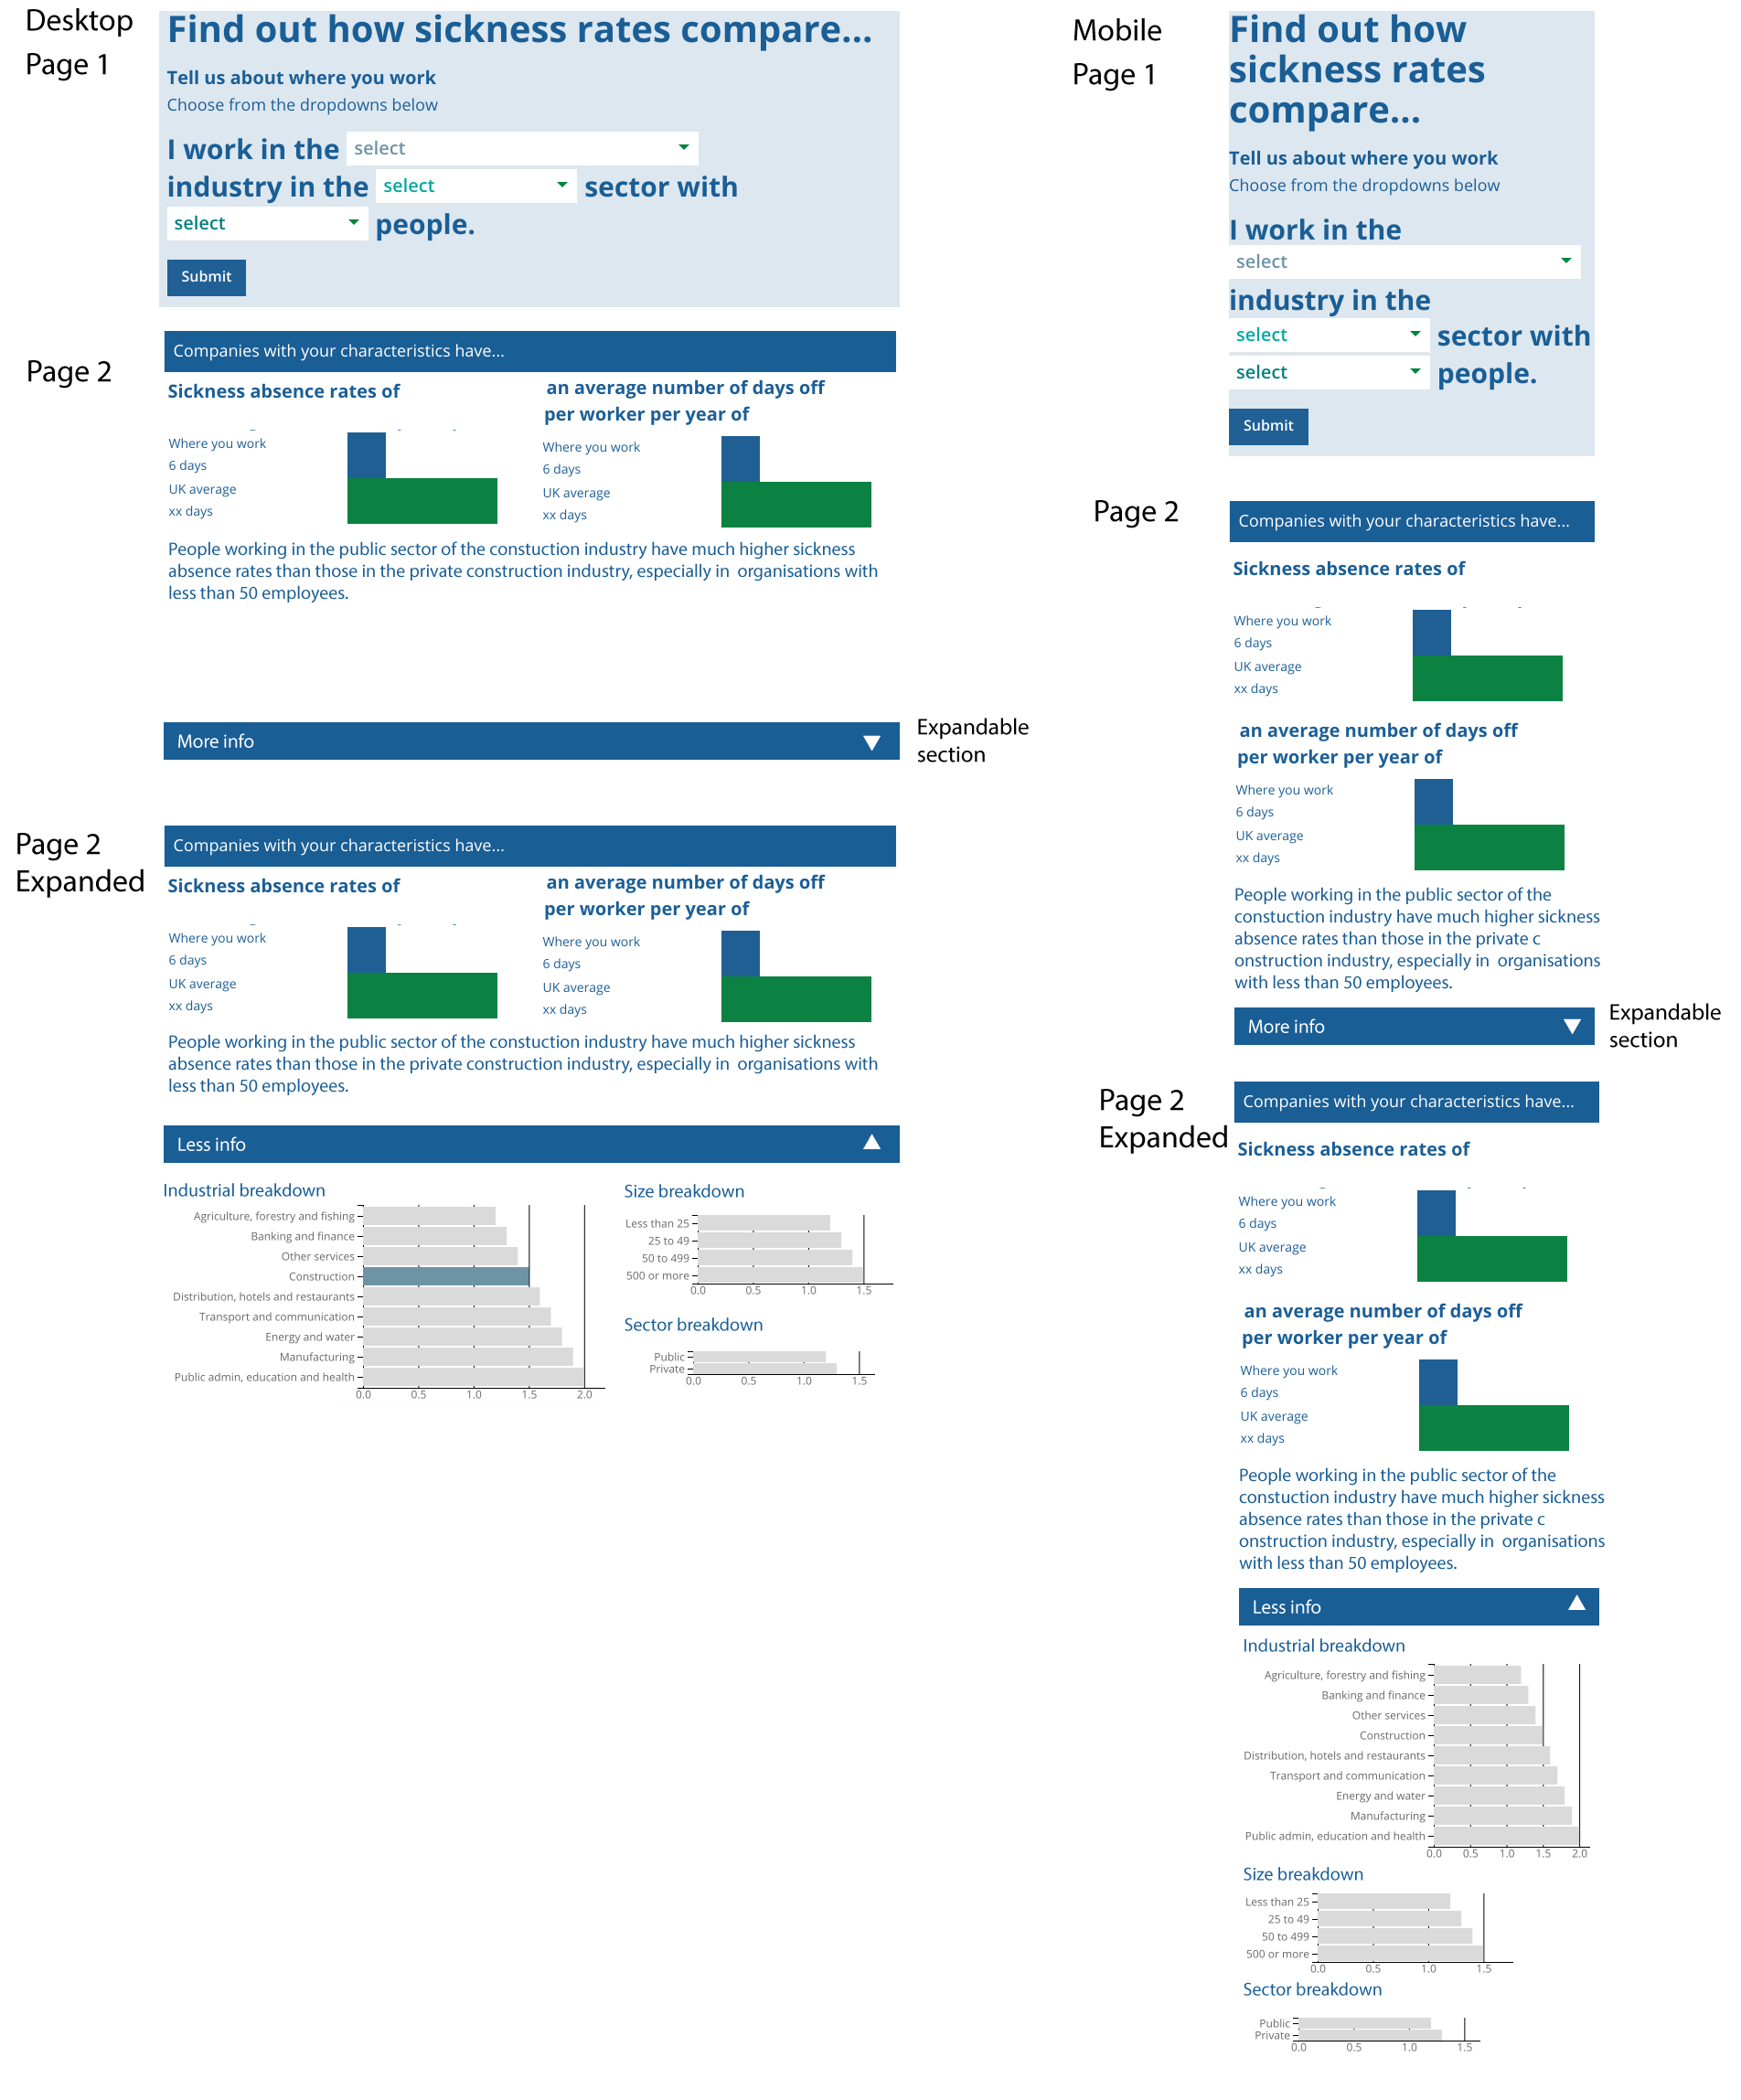 Desktop
Page 1
Find out how sickness rates compare...
Tell us about where you work
Choose from the dropdowns below
I work in the select
industry in the select sector with
select people.
Submit
Page 2
Companies with your characteristics have...
Sickness absence rates of
an average number of days off
per worker per year of
Where you work
6 days
UK average
xx days
Where you work
6 days
UK average
xx days
People working in the public sector of the constuction industry have much higher sickness
absence rates than those in the private construction industry, especially in organisations with
less than 50 employees.
More info
Expandable
section
Page 2
Expanded
Companies with your characteristics have...
Sickness absence rates of
an average number of days off
per worker per year of
Where you work
6 days
UK average
xx days
Where you work
6 days
UK average
xx days
People working in the public sector of the constuction industry have much higher sickness
absence rates than those in the private construction industry, especially in organisations with
less than 50 employees.
Less info
Industrial breakdown
Agriculture, forestry and fishing
Banking and finance
Other services
Construction
Distribution, hotels and restaurants
Transport and communication
Energy and water
Manufacturing
Public admin, education and health
0.0 0.5 1.0 1.5 2.0
Size breakdown
Less than 25
25 to 49
50 to 499
500 or more
0.0 0.5 1.0 1.5
Sector breakdown
Public
Private
0.0 0.5 1.0 1.5
Mobile
Page 1
Find out how
sickness rates
compare...
Tell us about where you work
Choose from the dropdowns below
I work in the
select
industry in the
select sector with
select people.
Submit
Page 2
Companies with your characteristics have...
Sickness absence rates of
Where you work
6 days
UK average
xx days
an average number of days off
per worker per year of
Where you work
6 days
UK average
xx days
People working in the public sector of the
constuction industry have much higher sickness
absence rates than those in the private c
onstruction industry, especially in organisations
with less than 50 employees.
More info
Expandable
section
Page 2
Expanded
Companies with your characteristics have...
Sickness absence rates of
Where you work
6 days
UK average
xx days
an average number of days off
per worker per year of
Where you work
6 days
UK average
xx days
People working in the public sector of the
constuction industry have much higher sickness
absence rates than those in the private c
onstruction industry, especially in organisations
with less than 50 employees.
Less info
Industrial breakdown
Agriculture, forestry and fishing
Banking and finance
Other services
Construction
Distribution, hotels and restaurants
Transport and communication
Energy and water
Manufacturing
Public admin, education and health
0.0 0.5 1.0 1.5 2.0
Size breakdown
Less than 25
25 to 49
50 to 499
500 or more
0.0 0.5 1.0 1.5
Sector breakdown
Public
Private
0.0 0.5 1.0 1.5